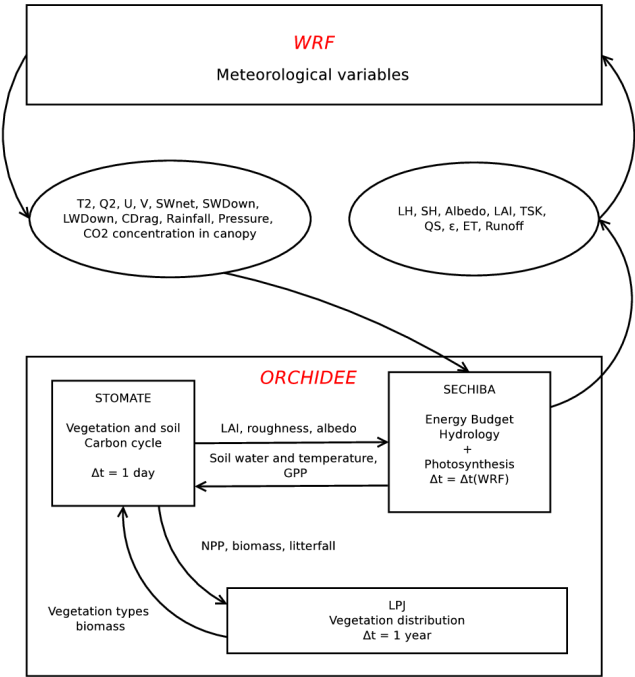 WRF
Meteorological variables
T2, Q2, U, V, SWnet, SWDown,
LWDown, CDrag, Rainfall, Pressure,
CO2 concentration in canopy
LH, SH, Albedo, LAI, TSK,
QS, ε, ET, Runoff
ORCHIDEE
STOMATE
Vegetation and soil
Carbon cycle
Δt = 1 day
LAI, roughness, albedo
Soil water and temperature,
GPP
SECHIBA
Energy Budget
Hydrology
+
Photosynthesis
Δt = Δt(WRF)
NPP, biomass, litterfall
Vegetation types
biomass
LPJ
Vegetation distribution
Δt = 1 year